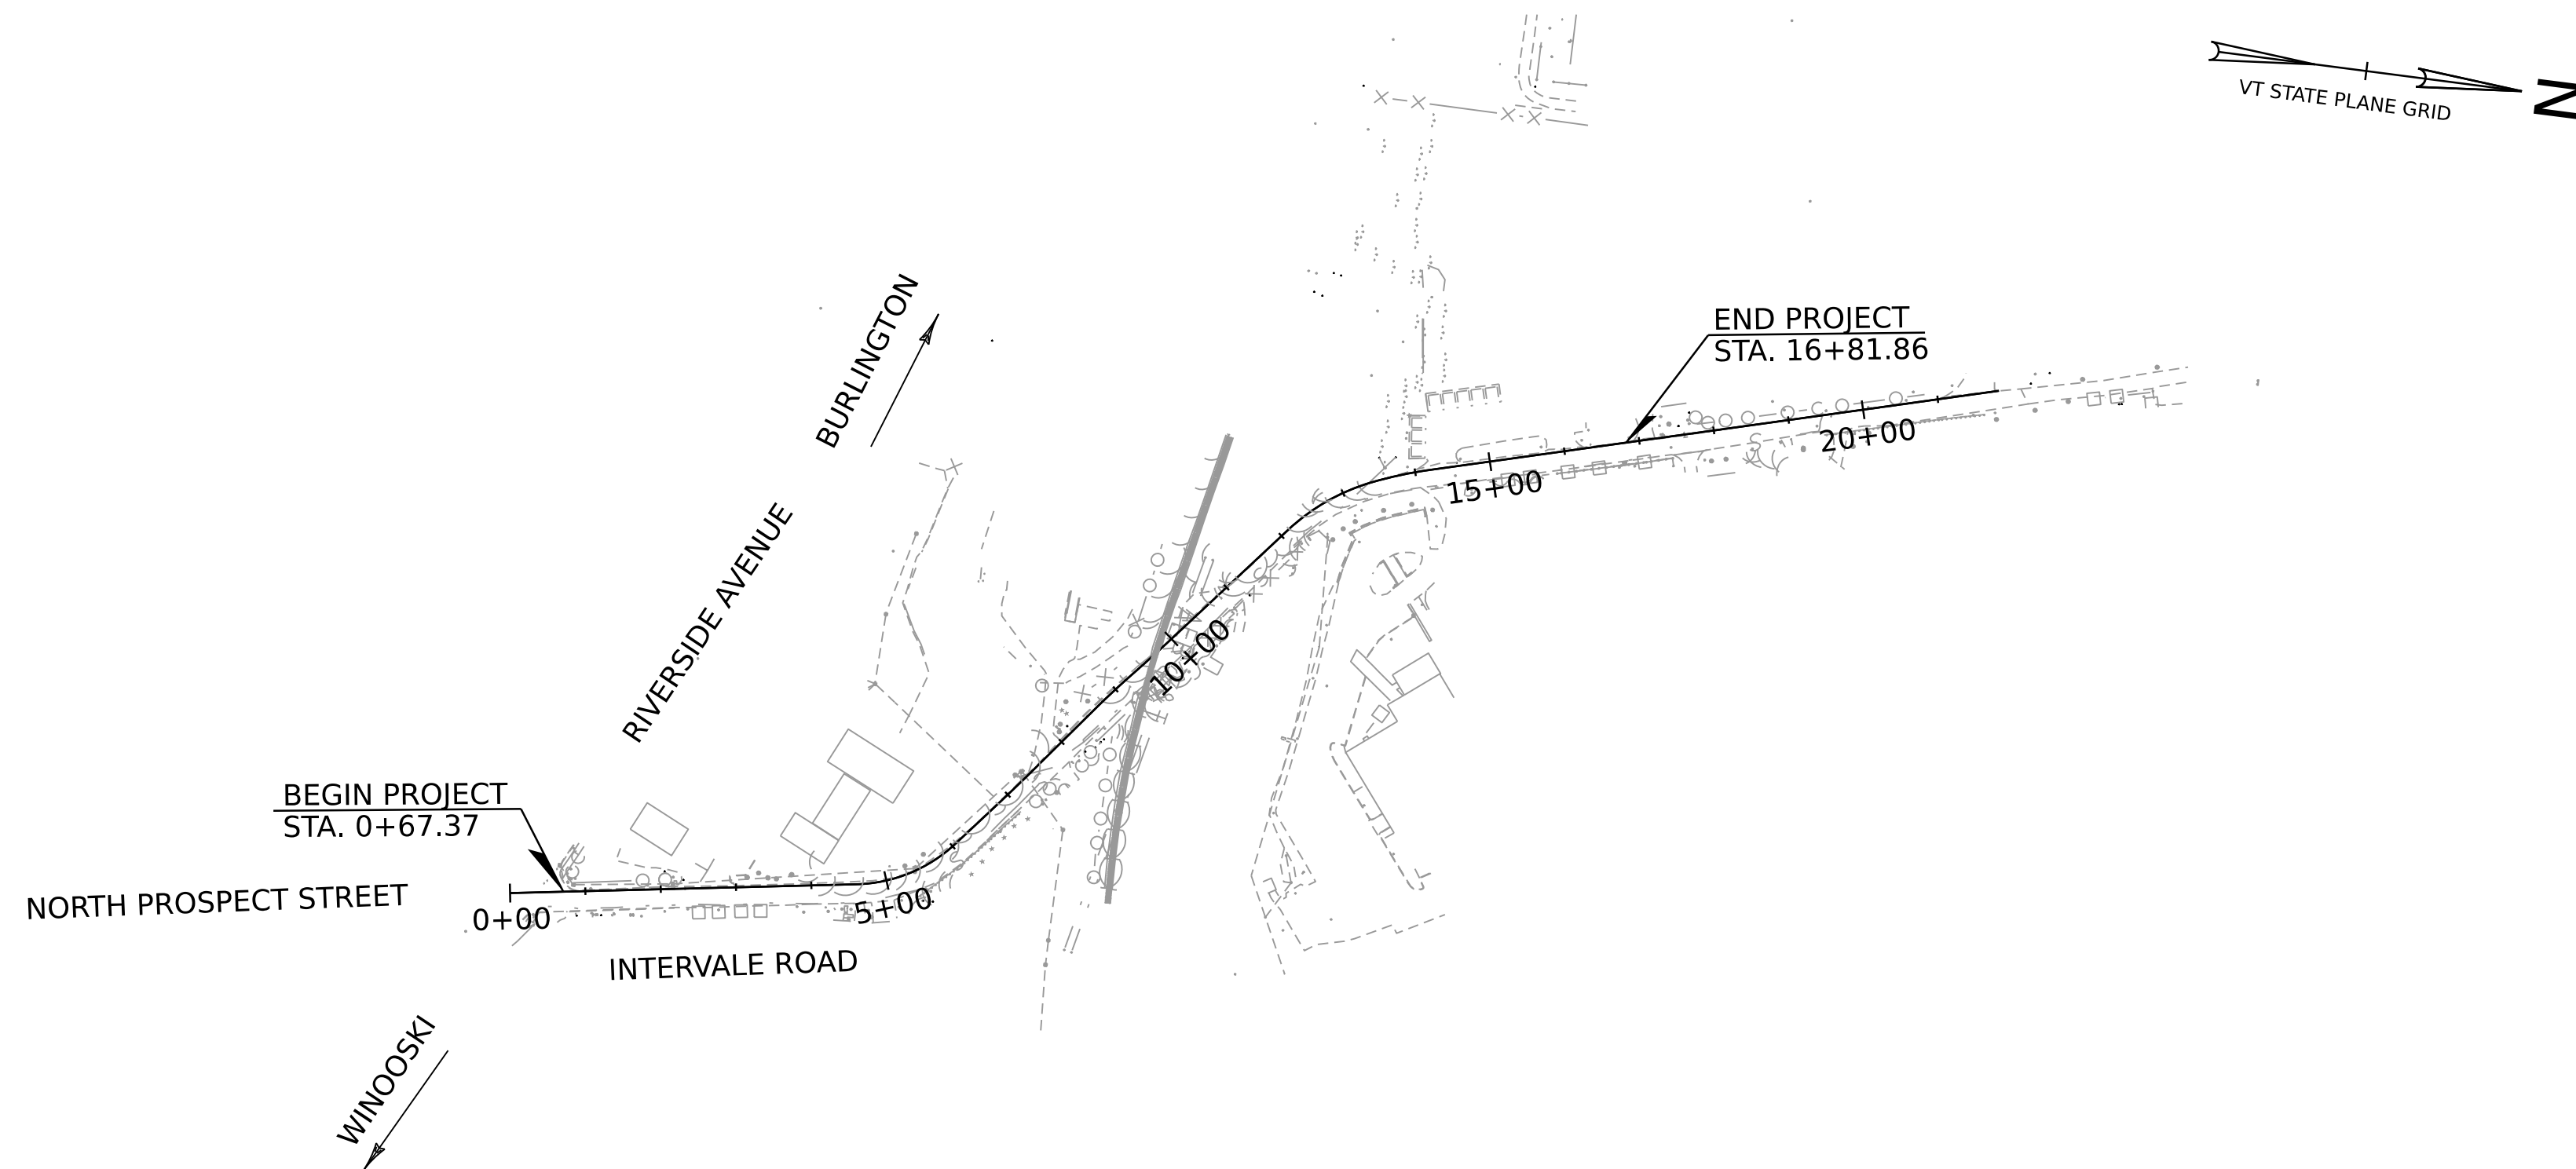 VT STATE PLANE GRID
N
BURLINGTON
END PROJECT
STA. 16+81.86
20+00
15+00
RIVERSIDE AVENUE
10+00
BEGIN PROJECT
STA. 0+67.37
NORTH PROSPECT STREET
0+00
5+00
INTERVALE ROAD
WINOOSKI